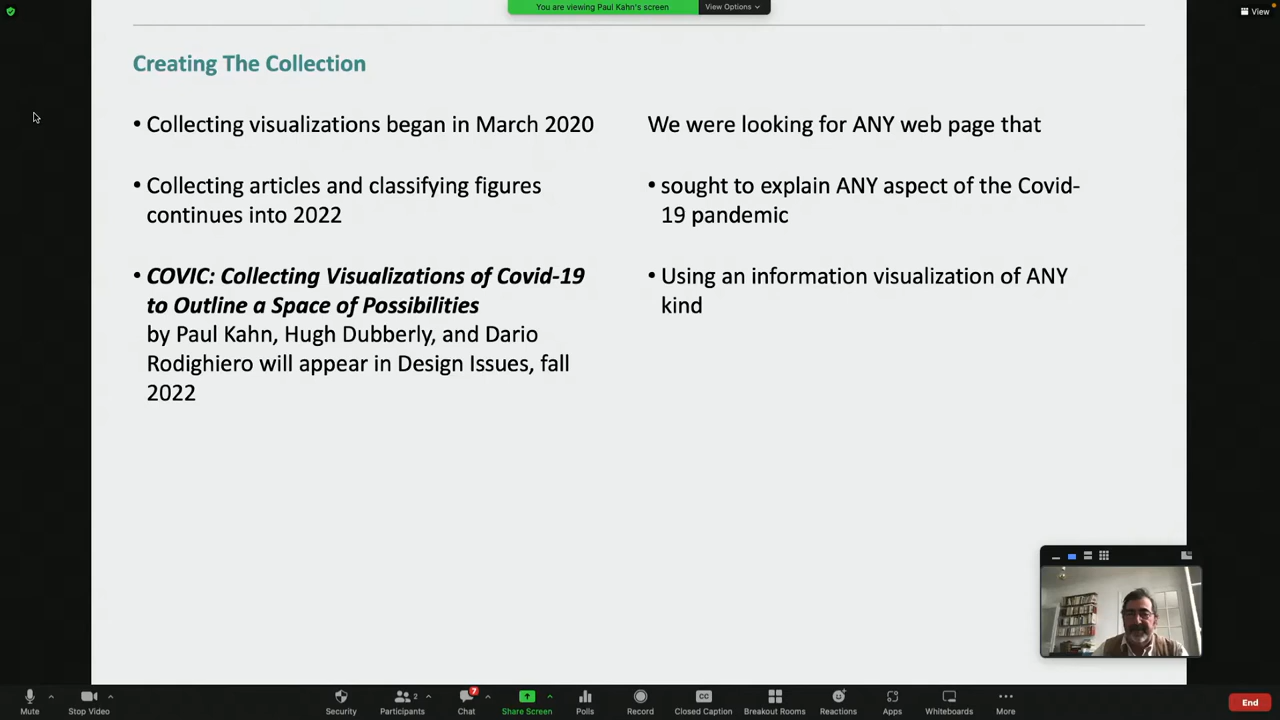 You are viewing Paul Kahn's screen
View Options
View
Creating The Collection
• Collecting visualizations began in March 2020
• Collecting articles and classifying figures
continues into 2022
• COVIC: Collecting Visualizations of Covid-19
to Outline a Space of Possibilities
by Paul Kahn, Hugh Dubberly, and Dario
Rodighiero will appear in Design Issues, fall
2022
We were looking for ANY web page that
• sought to explain ANY aspect of the Covid-
19 pandemic
• Using an information visualization of ANY
kind
Mute
Stop Video
Security
Participants
2
Chat
7
Share Screen
Polls
Record
CC
Closed Caption
Breakout Rooms
Reactions
Apps
Whiteboards
More
End